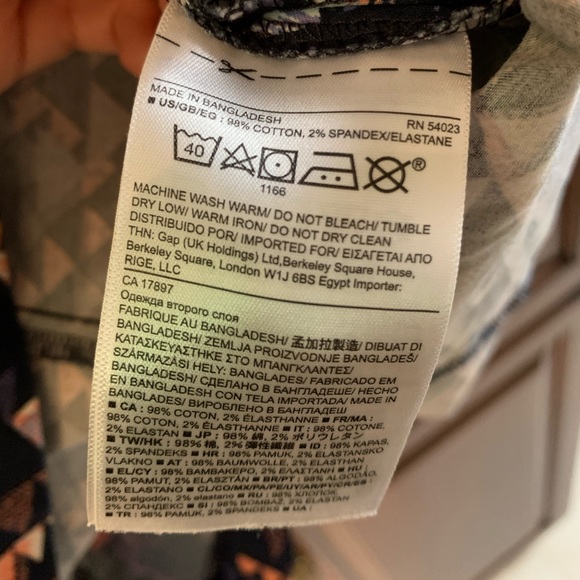 MADE IN BANGLADESH RN 54023
■ US/GB/EG : 98% COTTON, 2% SPANDEX/ELASTANE
40 ®
1166
MACHINE WASH WARM/ DO NOT BLEACH/ TUMBLE
DRY LOW/ WARM IRON/ DO NOT DRY CLEAN
DISTRIBUIDO POR/ IMPORTED FOR/ ΕΙΣΑΓΕΤΑΙ ΑΠΟ
ΤΗΝ: Gap (UK Holdings) Ltd,Berkeley Square House,
Berkeley Square, London W1J 6BS Egypt Importer:
RIGE, LLC
CA 17897
Одежда второго слоя
FABRIQUE AU BANGLADESH/ 孟加拉製造/ DIBUAT DI
BANGLADESH/ ZEMLJA PROIZVODNJE BANGLADEŠ/
ΚΑΤΑΣΚΕΥΑΣΤΗΚΕ ΣΤΟ ΜΠΑΝΓΚΛΑΝΤΕΣ/
SZÁRMAZÁSI HELY: BANGLADES/ FABRICADO EM
BANGLADESH/ СДЕЛАНО В БАНГЛАДЕШ/ HECHO
EN BANGLADESH CON TELA IMPORTADA/ MADE IN
BANGLADES/ ВИРОБЛЕНО В БАНГЛАДЕШ
■ CA : 98% COTTON, 2% ÉLASTHANNE ■ FR/MA :
98% COTON, 2% ÉLASTHANNE ■ IT : 98% COTONE,
2% ELASTAN ■ JP : 98% 綿, 2% ポリウレタン
■ TW/HK : 98% 棉, 2% 彈性纖維 ■ ID : 98% KAPAS,
2% SPANDEKS ■ HR : 98% PAMUK, 2% ELASTANSKO
VLAKNO ■ AT : 98% BAUMWOLLE, 2% ELASTHAN
■ EL/CY : 98% ΒΑΜΒΑΚΕΡΟ, 2% ΕΛΑΣΤΑΝΗ ■ HU :
98% PAMUT, 2% ELASZTÁN ■ BR/PT : 98% ALGODÃO,
2% ELASTANO ■ CL/CO/MX/PA/PE/UY/AR/PY/CR/ES :
98% algodón, 2% elastano ■ RU : 98% ХЛОПОК,
2% СПАНДЕКС ■ SI : 98% BOMBAŽ, 2% ELASTAN
■ TR : 98% PAMUK, 2% SPANDEKS ■ UA :